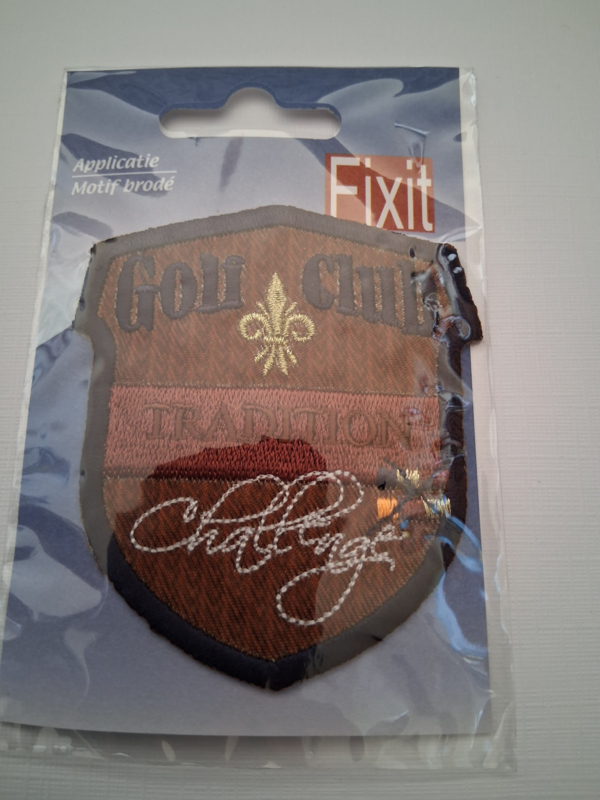 Applicatie
Motif brodé
Fixit
Golf Club
TRADITION
Challenge